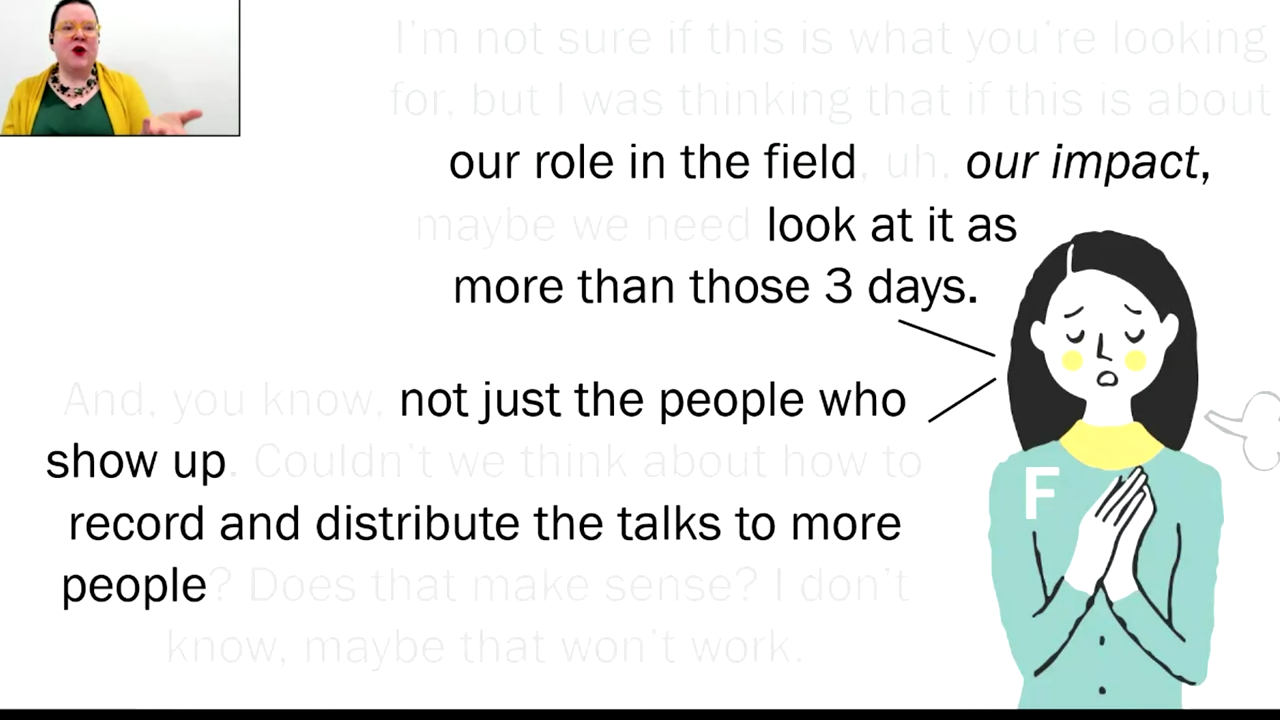 I'm not sure if this is what you're looking
for, but I was thinking that if this is about
our role in the field, uh, our impact,
maybe we need look at it as
more than those 3 days.
And, you know, not just the people who
show up. Couldn't we think about how to
record and distribute the talks to more
people? Does that make sense? I don't
know, maybe that won't work.
F